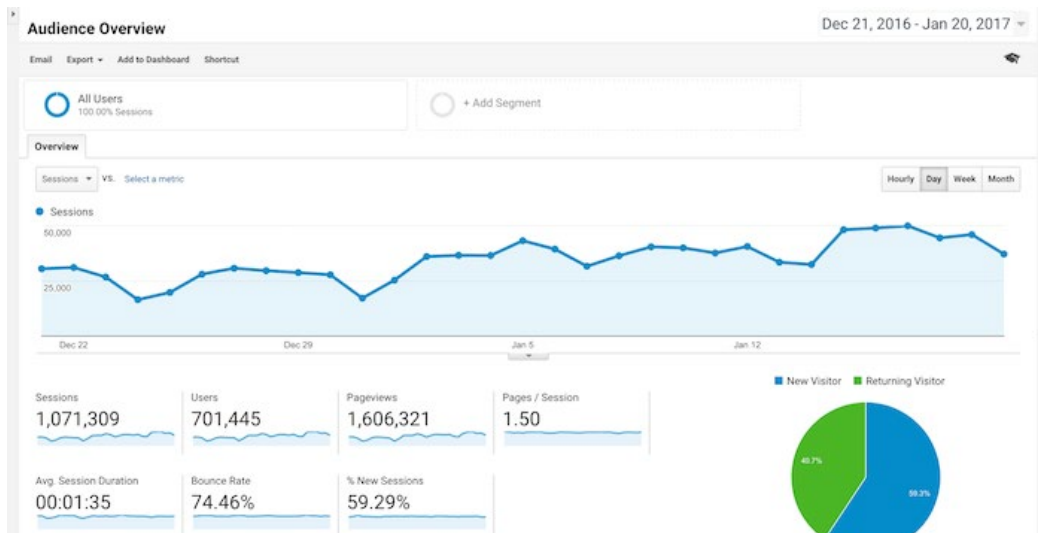 Audience Overview
Dec 21, 2016 - Jan 20, 2017
Email Export Add to Dashboard Shortcut
All Users
100.00% Sessions
+ Add Segment
Overview
Sessions VS. Select a metric
Hourly Day Week Month
Sessions
50,000
25,000
Dec 22 Dec 29 Jan 5 Jan 12
New Visitor Returning Visitor
Sessions Users Pageviews Pages / Session
1,071,309 701,445 1,606,321 1.50
40.7%
59.3%
Avg. Session Duration Bounce Rate % New Sessions
00:01:35 74.46% 59.29%